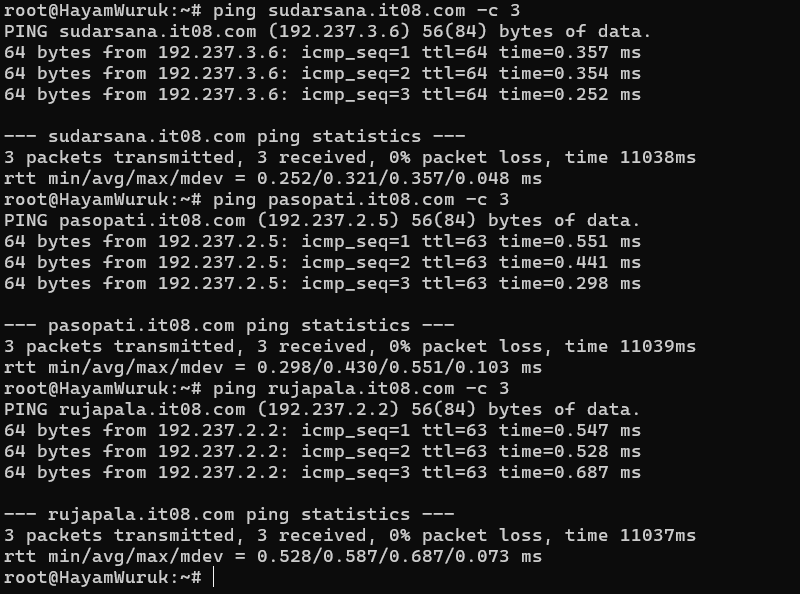 root@HayamWuruk:~# ping sudarsana.it08.com -c 3
PING sudarsana.it08.com (192.237.3.6) 56(84) bytes of data.
64 bytes from 192.237.3.6: icmp_seq=1 ttl=64 time=0.357 ms
64 bytes from 192.237.3.6: icmp_seq=2 ttl=64 time=0.354 ms
64 bytes from 192.237.3.6: icmp_seq=3 ttl=64 time=0.252 ms

--- sudarsana.it08.com ping statistics ---
3 packets transmitted, 3 received, 0% packet loss, time 11038ms
rtt min/avg/max/mdev = 0.252/0.321/0.357/0.048 ms
root@HayamWuruk:~# ping pasopati.it08.com -c 3
PING pasopati.it08.com (192.237.2.5) 56(84) bytes of data.
64 bytes from 192.237.2.5: icmp_seq=1 ttl=63 time=0.551 ms
64 bytes from 192.237.2.5: icmp_seq=2 ttl=63 time=0.441 ms
64 bytes from 192.237.2.5: icmp_seq=3 ttl=63 time=0.298 ms

--- pasopati.it08.com ping statistics ---
3 packets transmitted, 3 received, 0% packet loss, time 11039ms
rtt min/avg/max/mdev = 0.298/0.430/0.551/0.103 ms
root@HayamWuruk:~# ping rujapala.it08.com -c 3
PING rujapala.it08.com (192.237.2.2) 56(84) bytes of data.
64 bytes from 192.237.2.2: icmp_seq=1 ttl=63 time=0.547 ms
64 bytes from 192.237.2.2: icmp_seq=2 ttl=63 time=0.528 ms
64 bytes from 192.237.2.2: icmp_seq=3 ttl=63 time=0.687 ms

--- rujapala.it08.com ping statistics ---
3 packets transmitted, 3 received, 0% packet loss, time 11037ms
rtt min/avg/max/mdev = 0.528/0.587/0.687/0.073 ms
root@HayamWuruk:~#